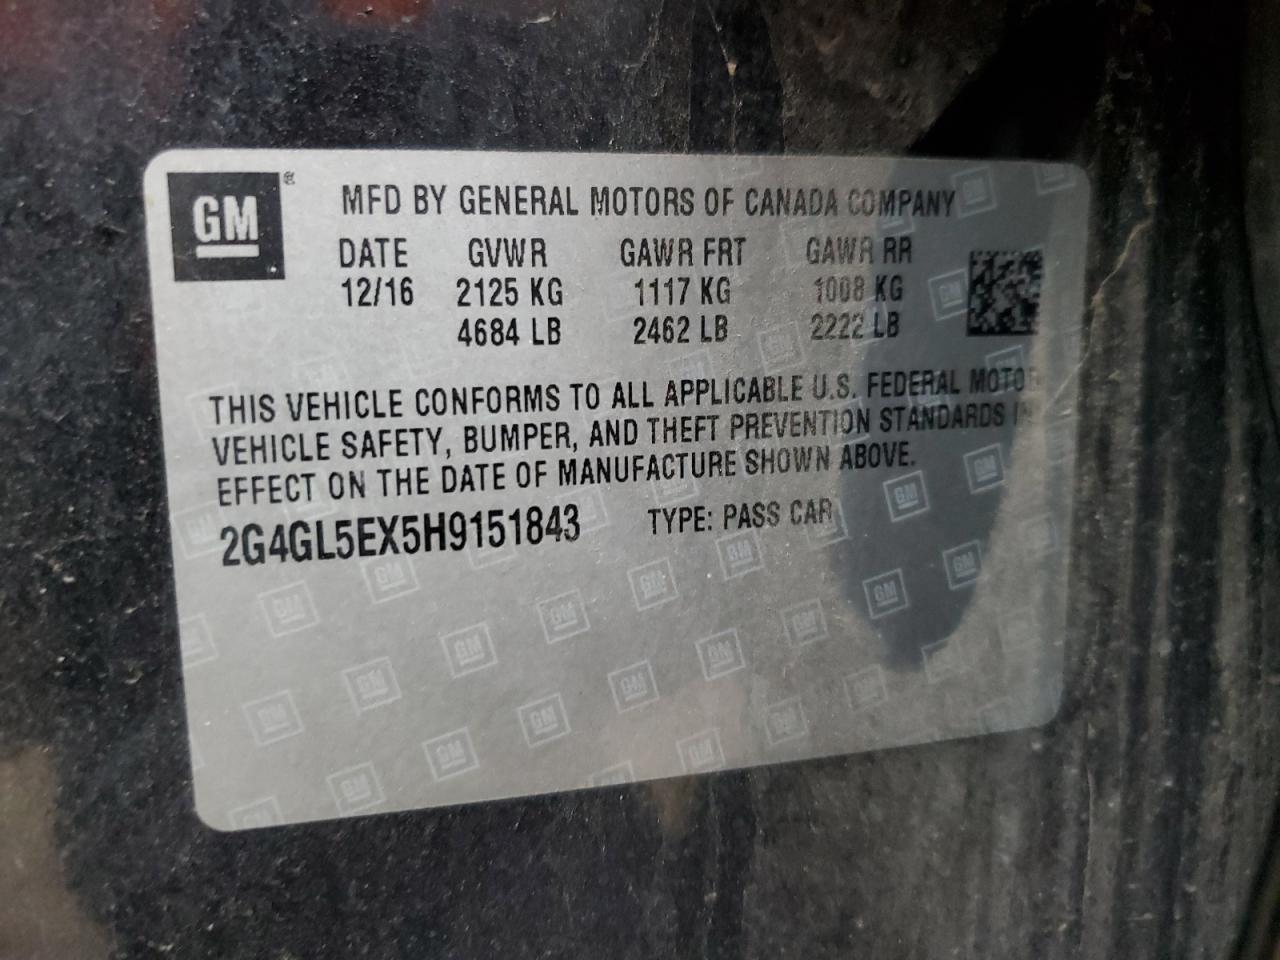 GM ®
MFD BY GENERAL MOTORS OF CANADA COMPANY
DATE GVWR GAWR FRT GAWR RR
12/16 2125 KG 1117 KG 1008 KG
4684 LB 2462 LB 2222 LB
THIS VEHICLE CONFORMS TO ALL APPLICABLE U.S. FEDERAL MOTOR
VEHICLE SAFETY, BUMPER, AND THEFT PREVENTION STANDARDS IN
EFFECT ON THE DATE OF MANUFACTURE SHOWN ABOVE.
2G4GL5EX5H9151843 TYPE: PASS CAR